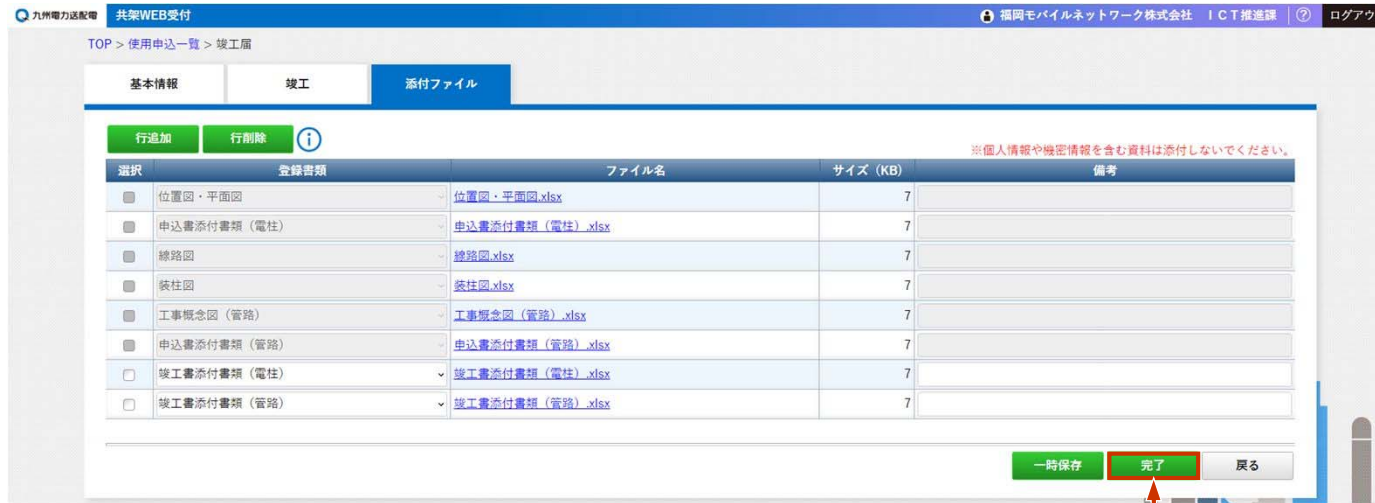 九州電力送配電 共架WEB受付 福岡モバイルネットワーク株式会社 ICT推進課 ? ログアウ
TOP > 使用申込一覧 > 竣工届
基本情報 竣工 添付ファイル
行追加 行削除 i
※個人情報や機密情報を含む資料は添付しないでください。
選択 登録書類 ファイル名 サイズ（KB） 備考
位置図・平面図 位置図・平面図.xlsx 7
申込書添付書類（電柱） 申込書添付書類（電柱）.xlsx 7
線路図 線路図.xlsx 7
装柱図 装柱図.xlsx 7
工事概念図（管路） 工事概念図（管路）.xlsx 7
申込書添付書類（管路） 申込書添付書類（管路）.xlsx 7
竣工書添付書類（電柱） 竣工書添付書類（電柱）.xlsx 7
竣工書添付書類（管路） 竣工書添付書類（管路）.xlsx 7
一時保存 完了 戻る